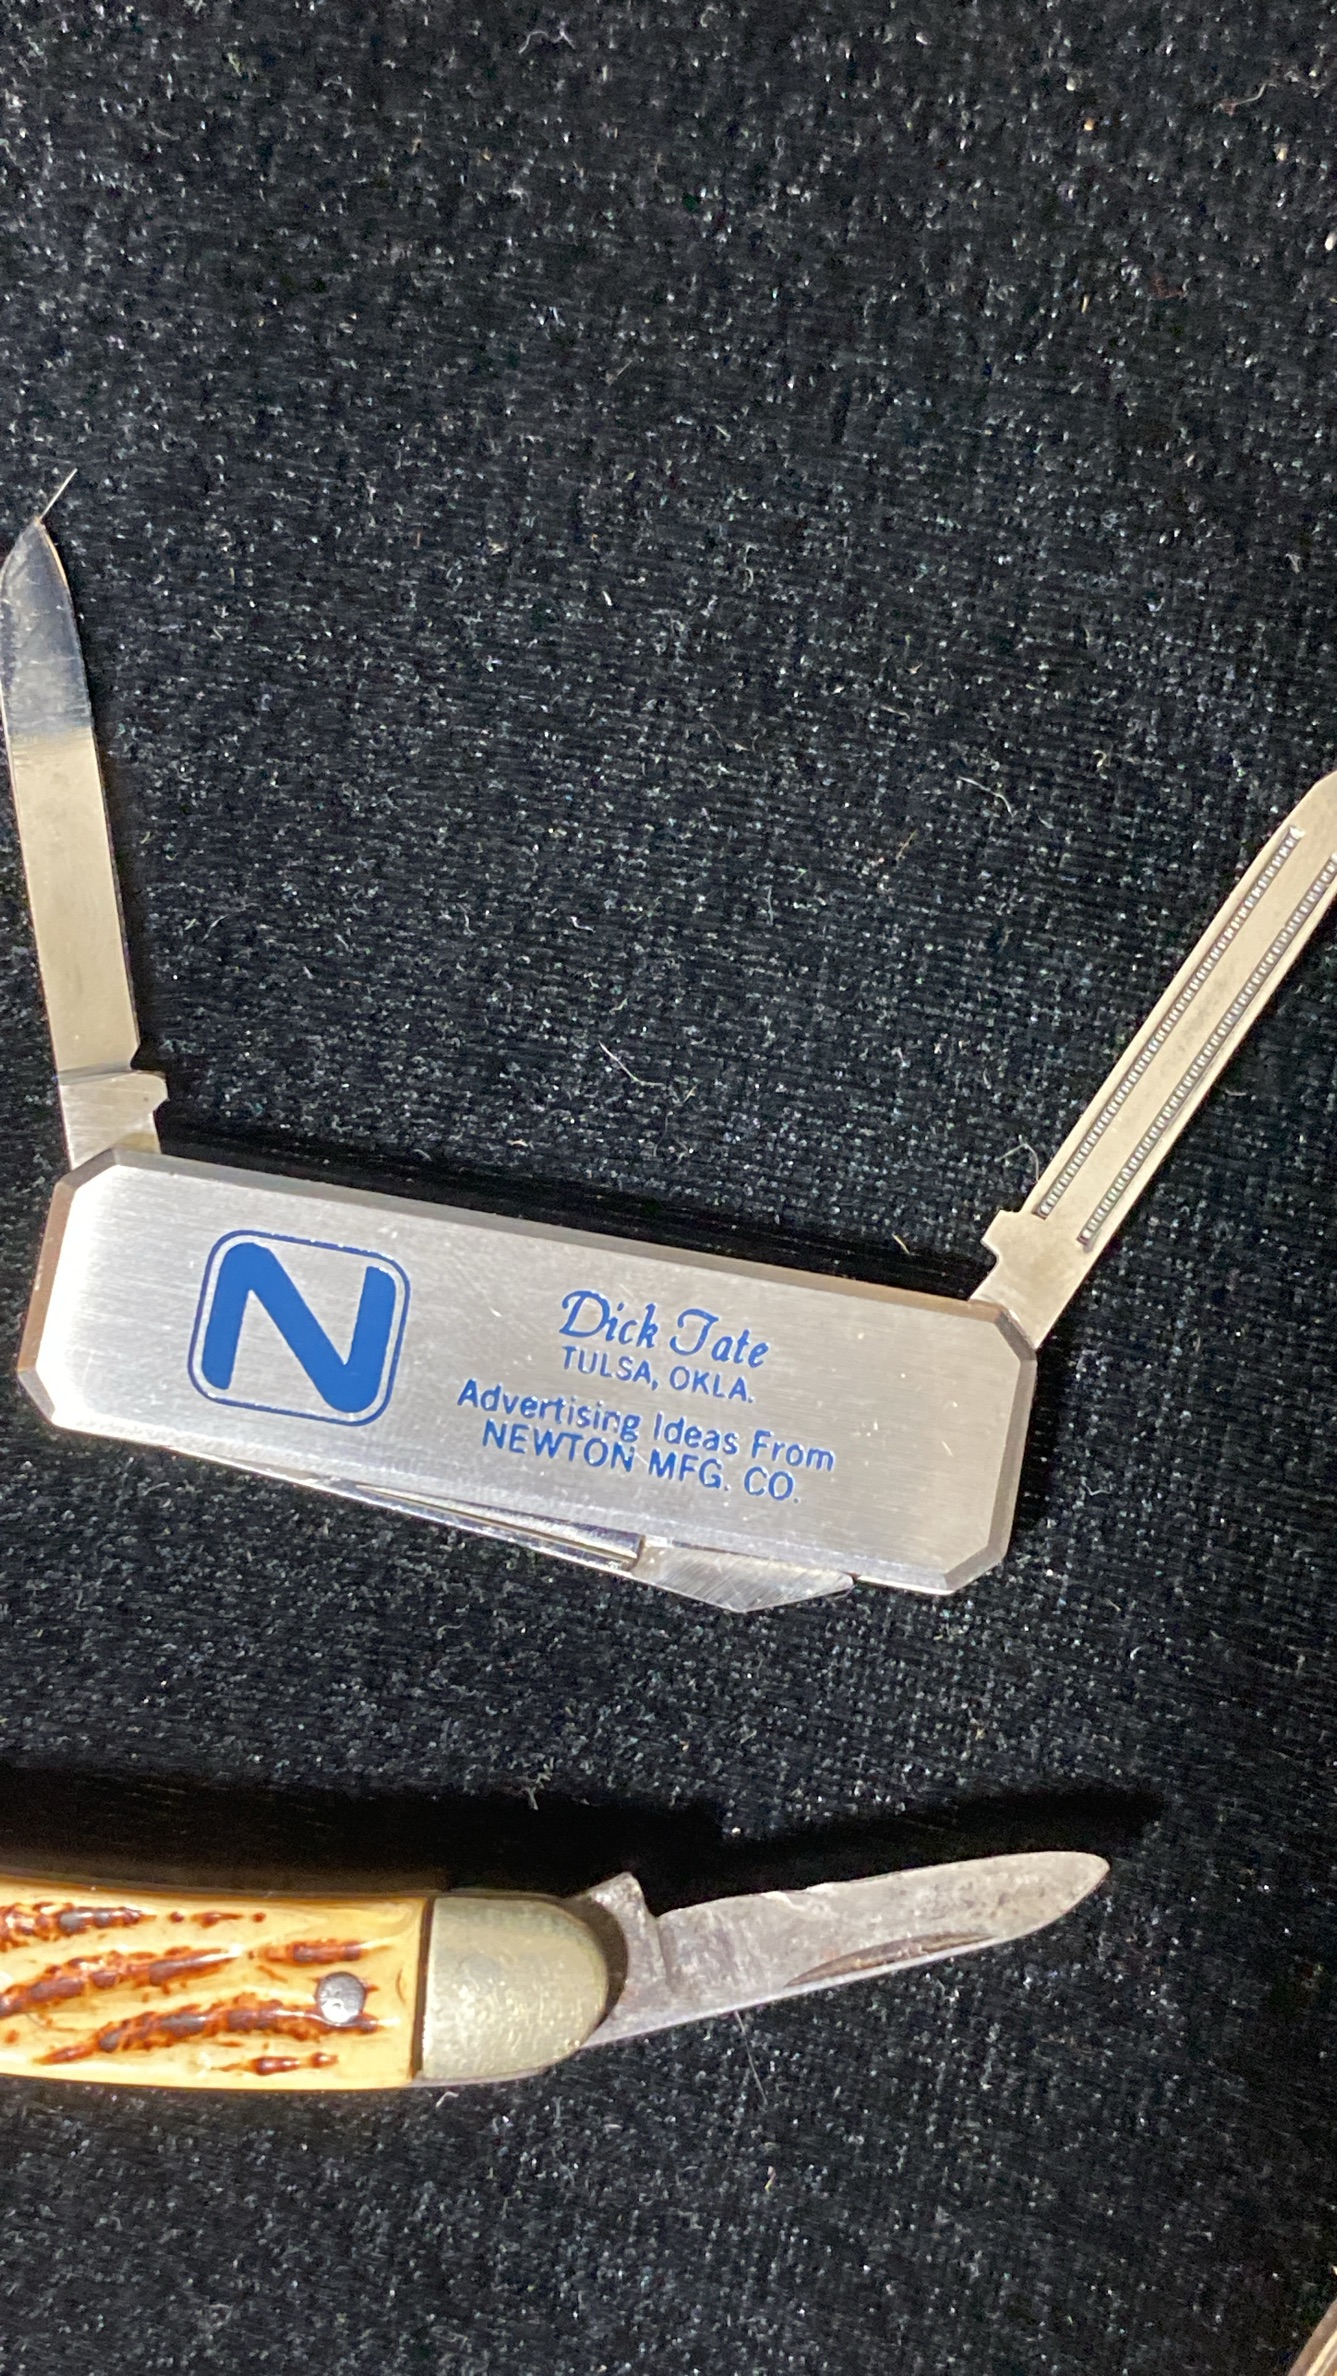 N
Dick Tate
TULSA, OKLA.
Advertising Ideas From
NEWTON MFG. CO.